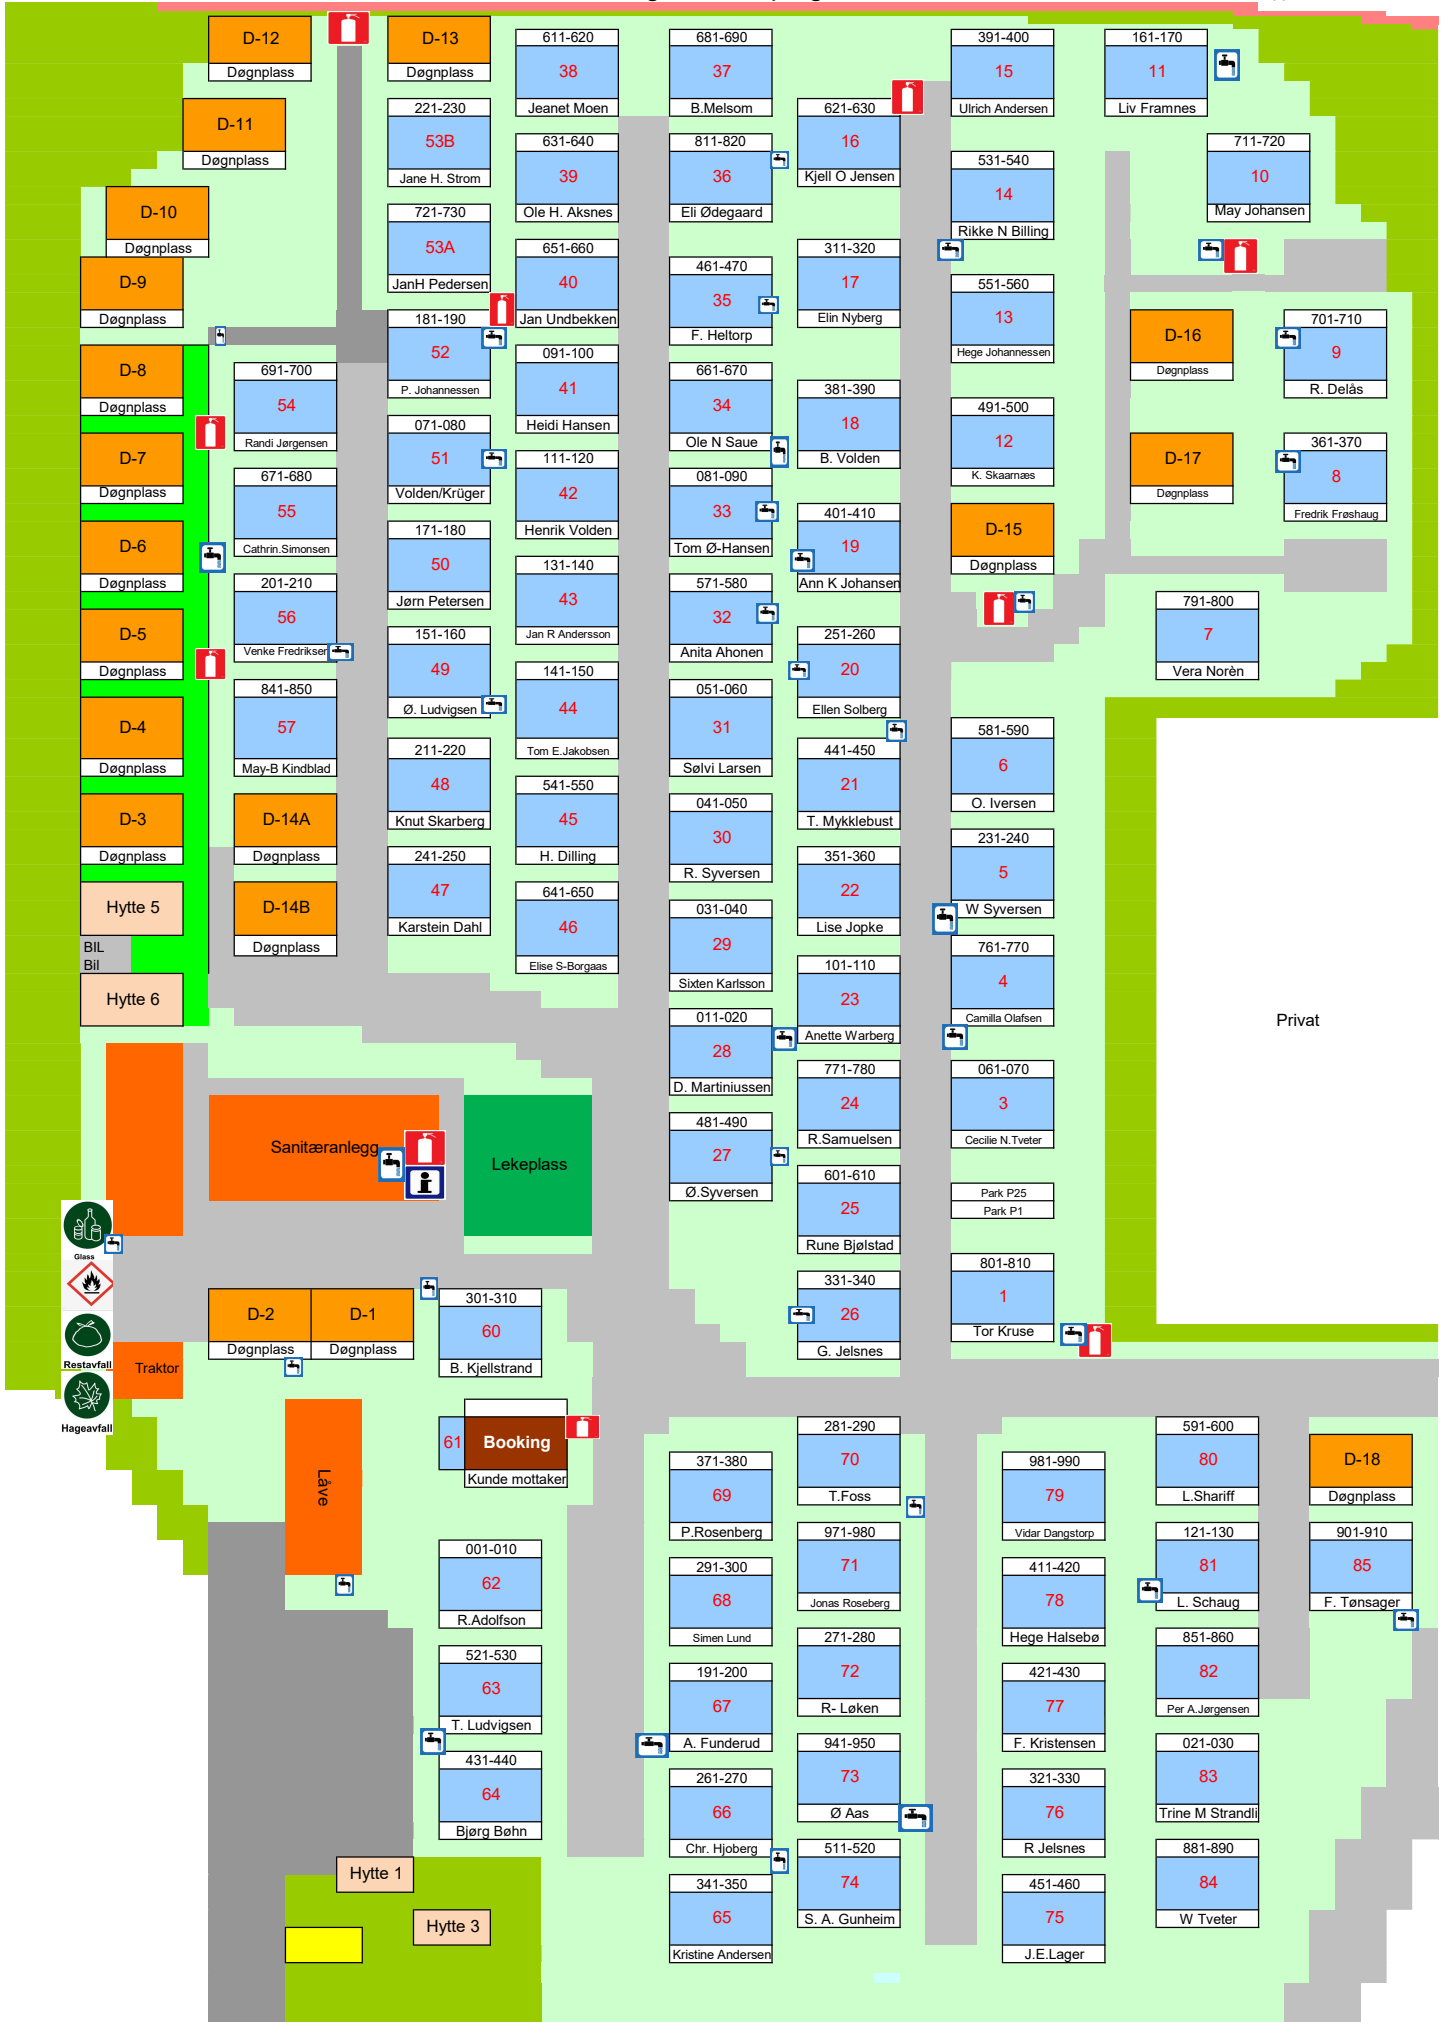 D-12
Døgnplass
D-13
Døgnplass
611-620
38
Jeanet Moen
681-690
37
B.Melsom
391-400
15
Ulrich Andersen
161-170
11
Liv Framnes
D-11
Døgnplass
221-230
53B
Jane H. Strom
631-640
39
Ole H. Aksnes
811-820
36
Eli Ødegaard
621-630
16
Kjell O Jensen
531-540
14
Rikke N Billing
711-720
10
May Johansen
D-10
Døgnplass
721-730
53A
JanH Pedersen
651-660
40
Jan Undbekken
461-470
35
F. Heltorp
311-320
17
Elin Nyberg
551-560
13
Hege Johannessen
D-9
Døgnplass
181-190
52
P. Johannessen
091-100
41
Heidi Hansen
661-670
34
Ole N Saue
381-390
18
B. Volden
491-500
12
K. Skaarnæs
D-16
Døgnplass
701-710
9
R. Delås
D-8
Døgnplass
691-700
54
Randi Jørgensen
071-080
51
Volden/Krüger
111-120
42
Henrik Volden
081-090
33
Tom Ø-Hansen
401-410
19
Ann K Johansen
D-15
Døgnplass
D-17
Døgnplass
361-370
8
Fredrik Frøshaug
D-7
Døgnplass
671-680
55
Cathrin.Simonsen
171-180
50
Jørn Petersen
131-140
43
Jan R Andersson
571-580
32
Anita Ahonen
251-260
20
Ellen Solberg
791-800
7
Vera Norèn
D-6
Døgnplass
201-210
56
Venke Fredriksen
151-160
49
Ø. Ludvigsen
141-150
44
Tom E.Jakobsen
051-060
31
Sølvi Larsen
441-450
21
T. Mykklebust
581-590
6
O. Iversen
D-5
Døgnplass
841-850
57
May-B Kindblad
211-220
48
Knut Skarberg
541-550
45
H. Dilling
041-050
30
R. Syversen
351-360
22
Lise Jopke
231-240
5
W Syversen
D-4
Døgnplass
D-3
Døgnplass
D-14A
Døgnplass
241-250
47
Karstein Dahl
641-650
46
Elise S-Borgaas
031-040
29
Sixten Karlsson
101-110
23
Anette Warberg
761-770
4
Camilla Olafsen
Hytte 5
D-14B
Døgnplass
BIL
Bil
Hytte 6
011-020
28
D. Martiniussen
771-780
24
R.Samuelsen
061-070
3
Cecilie N.Tveter
Privat
Sanitæranlegg
Lekeplass
481-490
27
Ø.Syversen
601-610
25
Rune Bjølstad
Park P25
Park P1
Glass
801-810
1
Tor Kruse
331-340
26
G. Jelsnes
D-2
Døgnplass
D-1
Døgnplass
301-310
60
B. Kjellstrand
Restavfall
Traktor
Hageavfall
Låve
61
Booking
Kunde mottaker
371-380
69
P.Rosenberg
281-290
70
T.Foss
981-990
79
Vidar Dangstorp
591-600
80
L.Shariff
D-18
Døgnplass
001-010
62
R.Adolfson
291-300
68
Simen Lund
971-980
71
Jonas Roseberg
411-420
78
Hege Halsebø
121-130
81
L. Schaug
901-910
85
F. Tønsager
521-530
63
T. Ludvigsen
191-200
67
A. Funderud
271-280
72
R- Løken
421-430
77
F. Kristensen
851-860
82
Per A.Jørgensen
431-440
64
Bjørg Bøhn
261-270
66
Chr. Hjoberg
941-950
73
Ø Aas
321-330
76
R Jelsnes
021-030
83
Trine M Strandli
Hytte 1
Hytte 3
341-350
65
Kristine Andersen
511-520
74
S. A. Gunheim
451-460
75
J.E.Lager
881-890
84
W Tveter